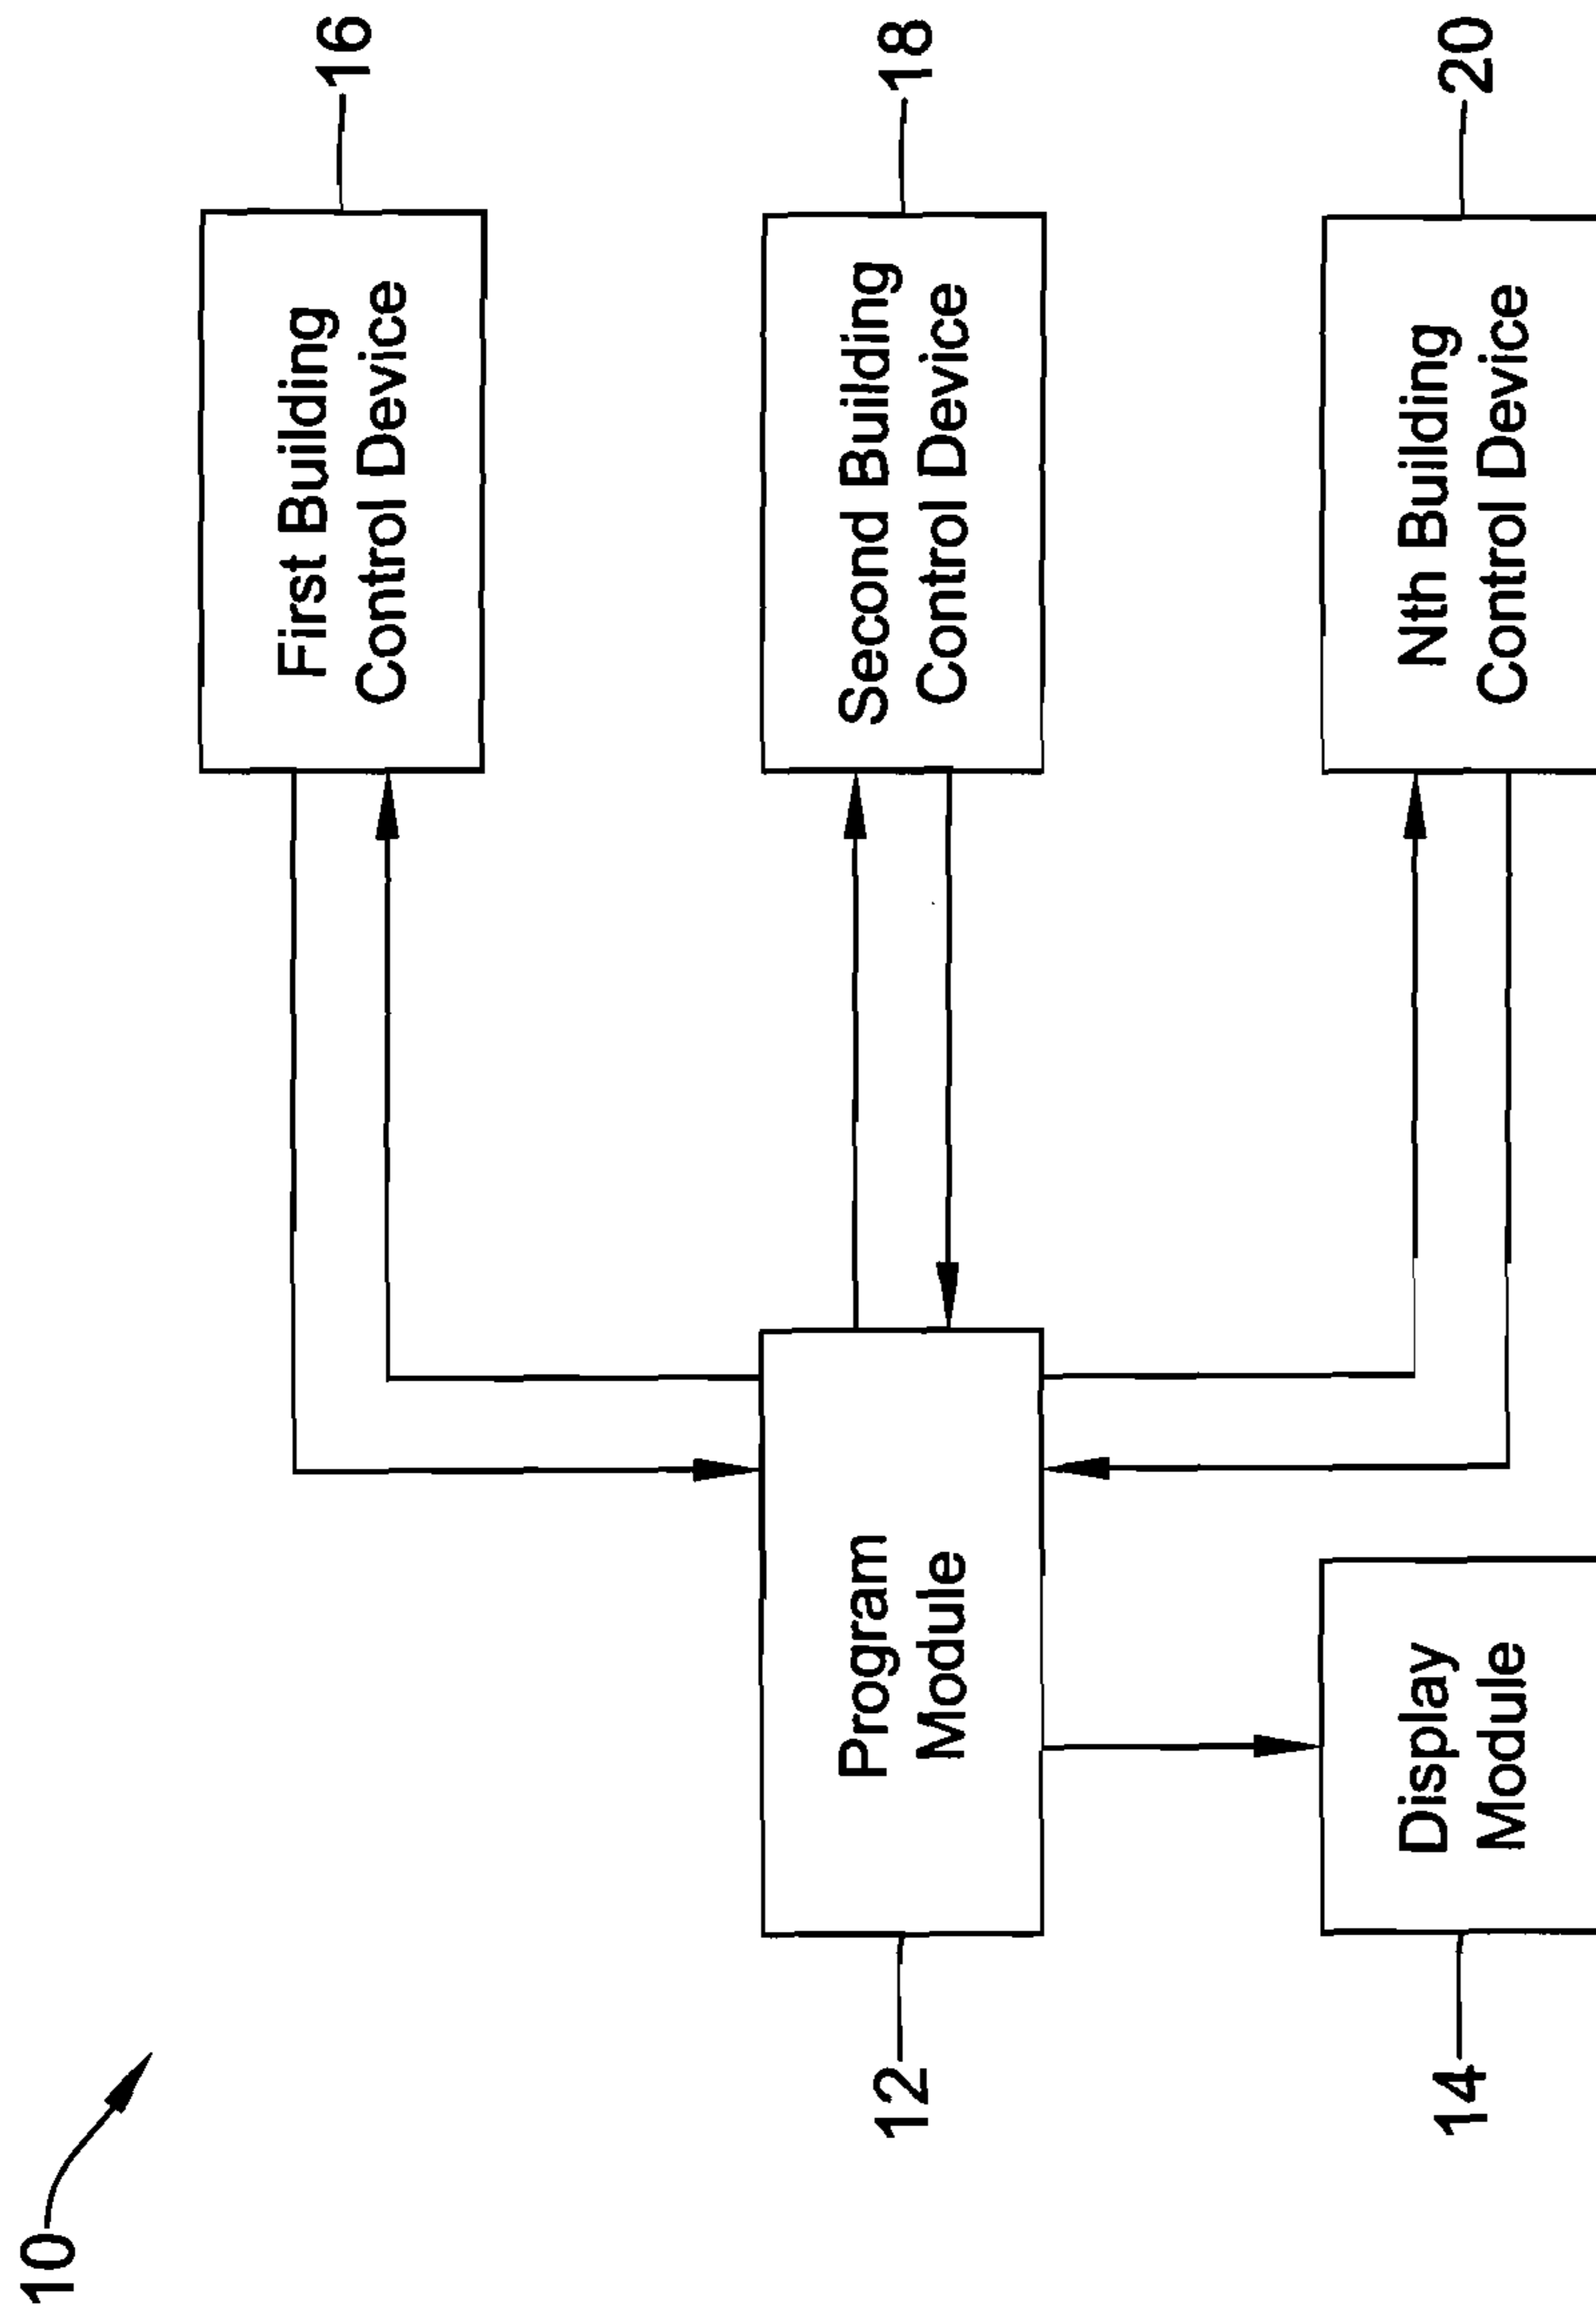 10
First Building
Control Device
16
12
Program
Module
Second Building
Control Device
18
14
Display
Module
Nth Building
Control Device
20